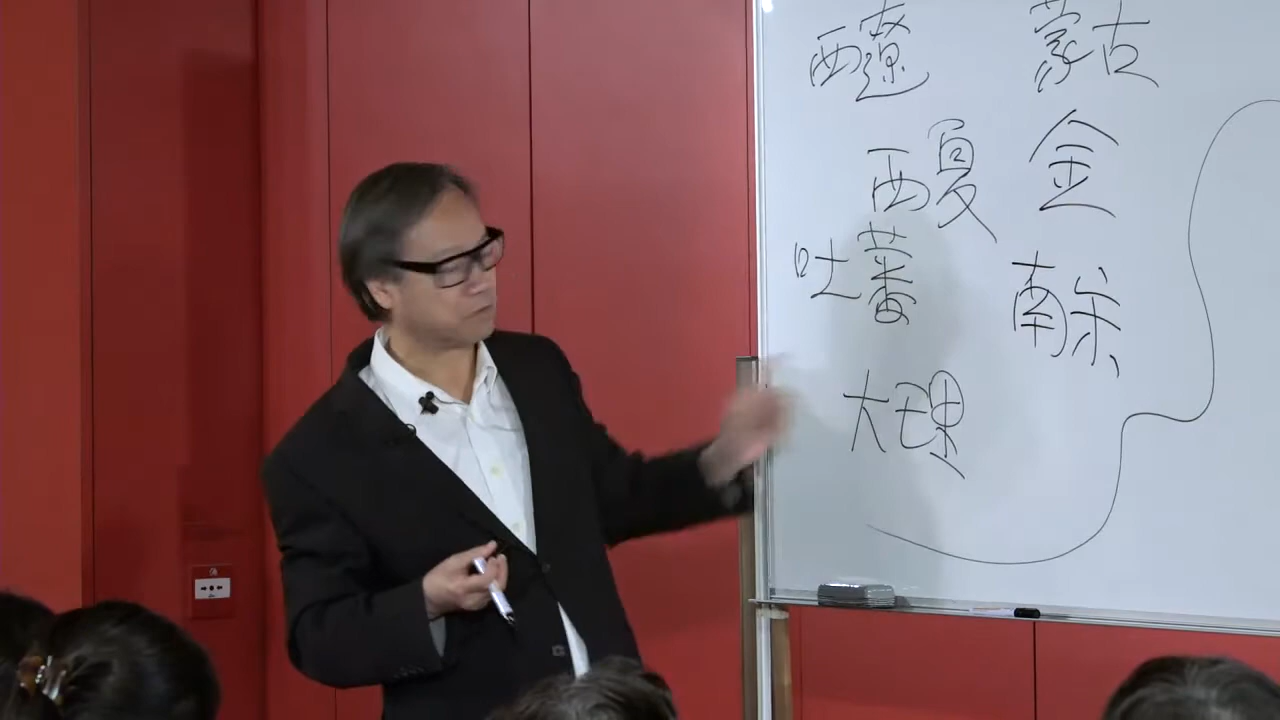 西遼 蒙古
西夏 金
吐蕃 南宋
大理